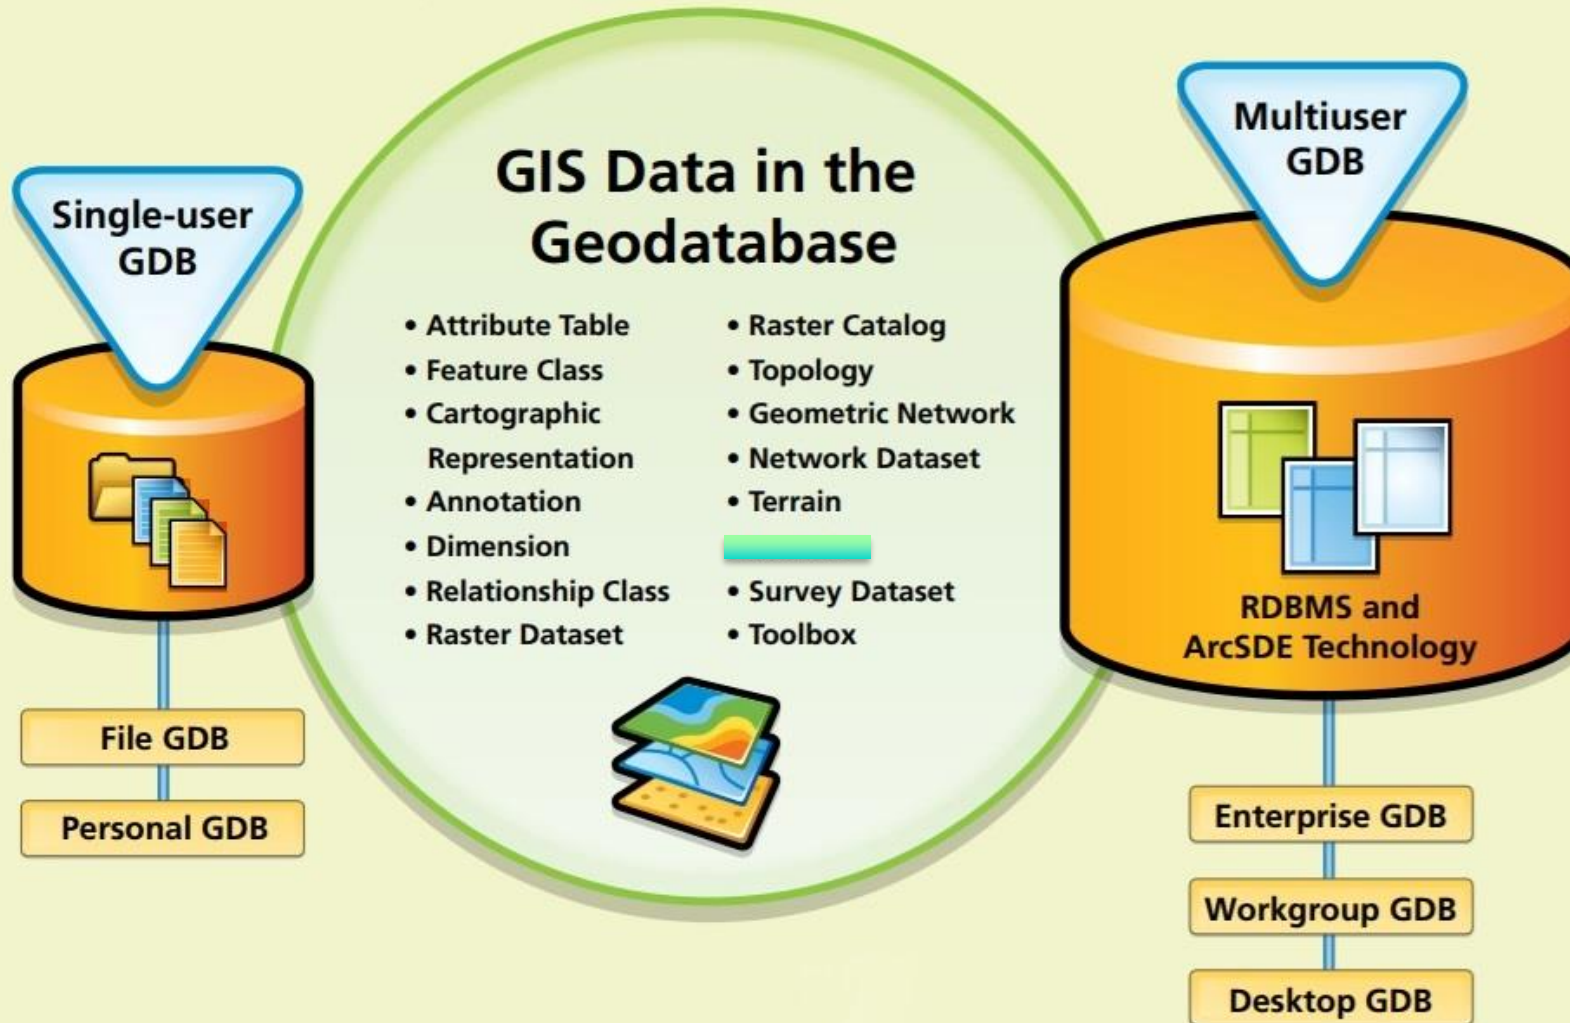 Single-user
GDB
File GDB
Personal GDB
GIS Data in the
Geodatabase
• Attribute Table
• Feature Class
• Cartographic
Representation
• Annotation
• Dimension
• Relationship Class
• Raster Dataset
• Raster Catalog
• Topology
• Geometric Network
• Network Dataset
• Terrain
• Survey Dataset
• Toolbox
Multiuser
GDB
RDBMS and
ArcSDE Technology
Enterprise GDB
Workgroup GDB
Desktop GDB